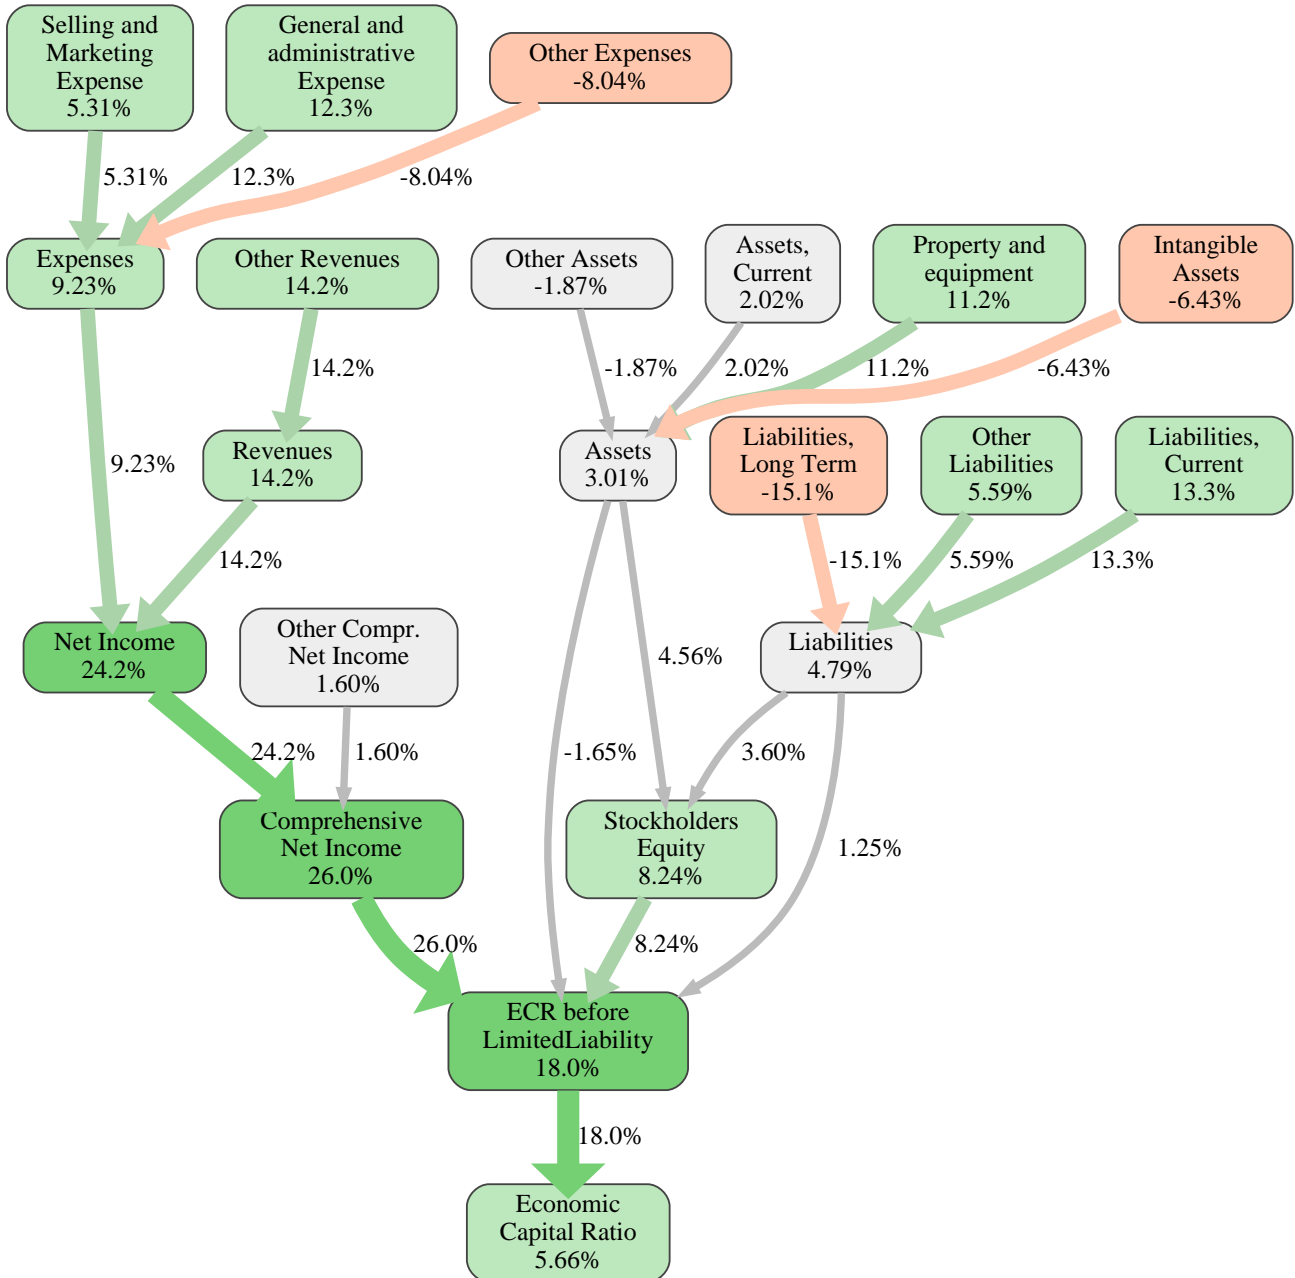 Selling and
Marketing
Expense
5.31%
General and
administrative
Expense
12.3%
Other Expenses
-8.04%
5.31%
12.3%
-8.04%
Expenses
9.23%
Other Revenues
14.2%
Other Assets
-1.87%
Assets,
Current
2.02%
Property and
equipment
11.2%
Intangible
Assets
-6.43%
14.2%
-1.87%
2.02%
11.2%
-6.43%
9.23%
Revenues
14.2%
Assets
3.01%
Liabilities,
Long Term
-15.1%
Other
Liabilities
5.59%
Liabilities,
Current
13.3%
14.2%
-15.1%
5.59%
13.3%
Net Income
24.2%
Other Compr.
Net Income
1.60%
4.56%
Liabilities
4.79%
24.2%
1.60%
-1.65%
3.60%
Comprehensive
Net Income
26.0%
Stockholders
Equity
8.24%
1.25%
26.0%
8.24%
ECR before
LimitedLiability
18.0%
18.0%
Economic
Capital Ratio
5.66%